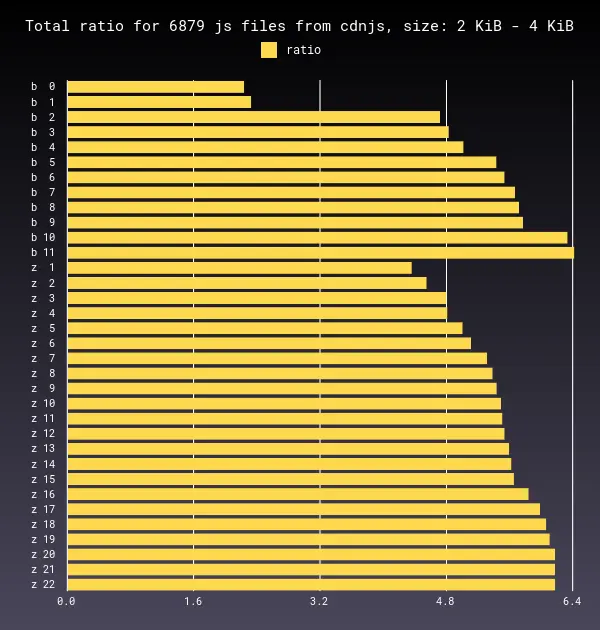 Total ratio for 6879 js files from cdnjs, size: 2 KiB - 4 KiB
ratio
b 0
b 1
b 2
b 3
b 4
b 5
b 6
b 7
b 8
b 9
b 10
b 11
z 1
z 2
z 3
z 4
z 5
z 6
z 7
z 8
z 9
z 10
z 11
z 12
z 13
z 14
z 15
z 16
z 17
z 18
z 19
z 20
z 21
z 22
0.0 1.6 3.2 4.8 6.4